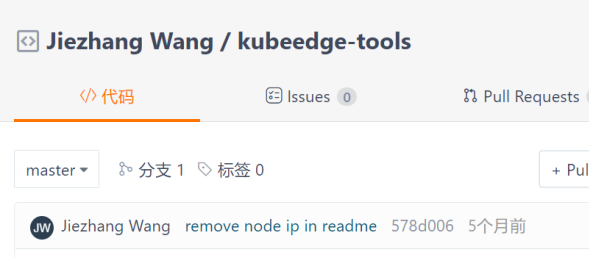 Jiezhang Wang / kubeedge-tools
代码 Issues 0 Pull Requests
master 分支 1 标签 0 + Pul
JW Jiezhang Wang remove node ip in readme 578d006 5个月前